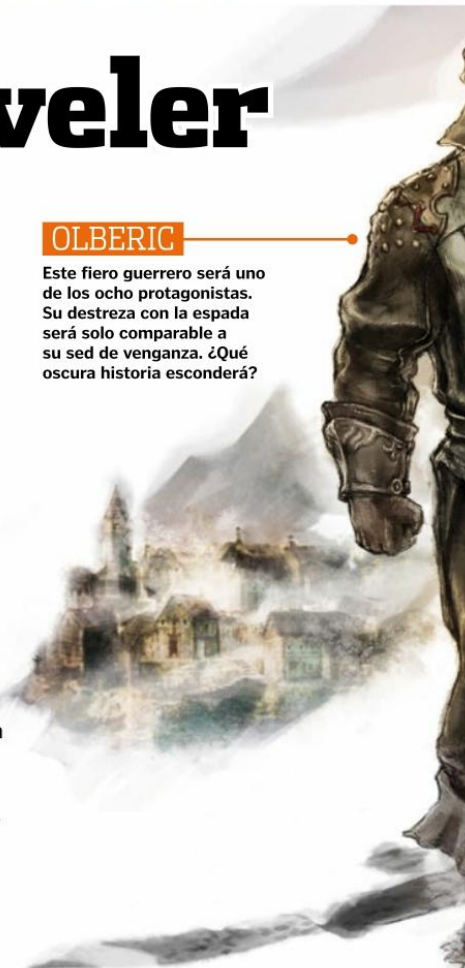 veler
OLBERIC
Este fiero guerrero será uno
de los ocho protagonistas.
Su destreza con la espada
será solo comparable a
su sed de venganza. ¿Qué
oscura historia esconderá?